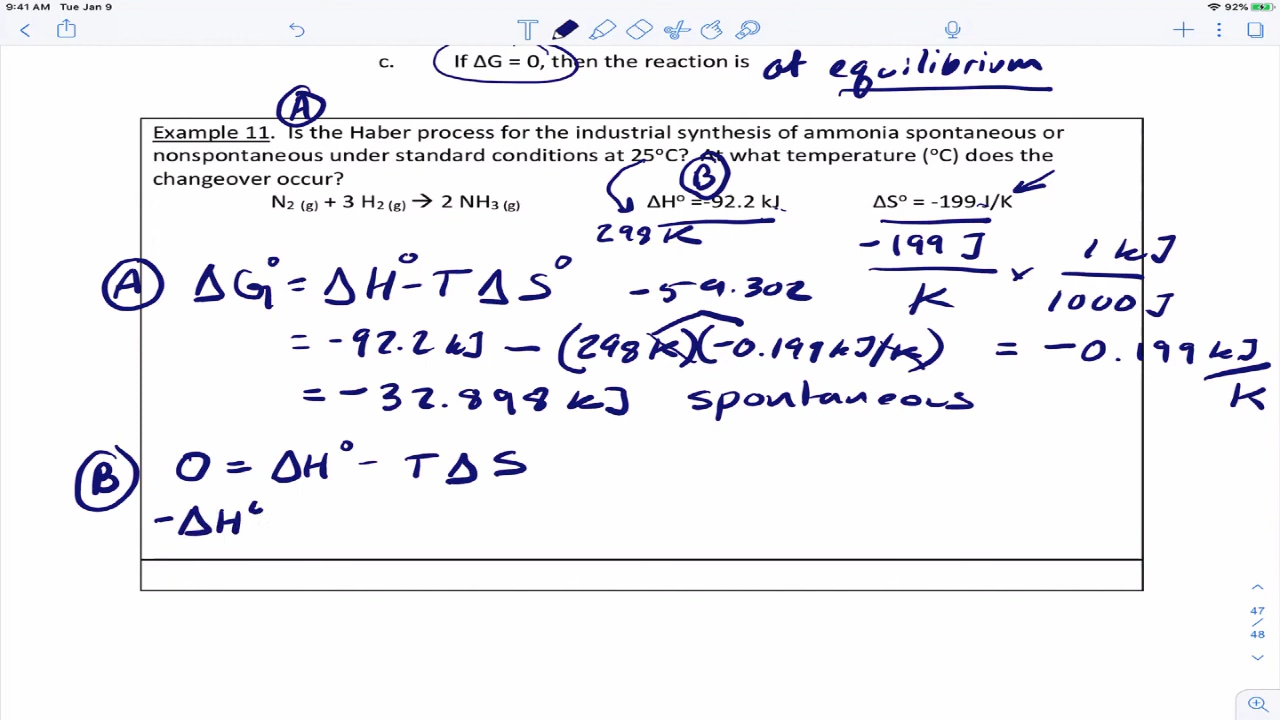 9:41 AM Tue Jan 9
92%
T
c. If ΔG = 0, then the reaction is at equilibrium
A
Example 11. Is the Haber process for the industrial synthesis of ammonia spontaneous or
nonspontaneous under standard conditions at 25°C? At what temperature (°C) does the
changeover occur?
B
N2 (g) + 3 H2 (g) → 2 NH3 (g) ΔH° = -92.2 kJ ΔS° = -199 J/K
298 K
-199 J / K × 1 kJ / 1000 J
A ΔG° = ΔH° - TΔS°
-59.302
= -92.2 kJ - (298 K)(-0.199 kJ/K) = -0.199 kJ/K
= -32.898 kJ spontaneous
B 0 = ΔH° - TΔS
-ΔH°
47
/
48